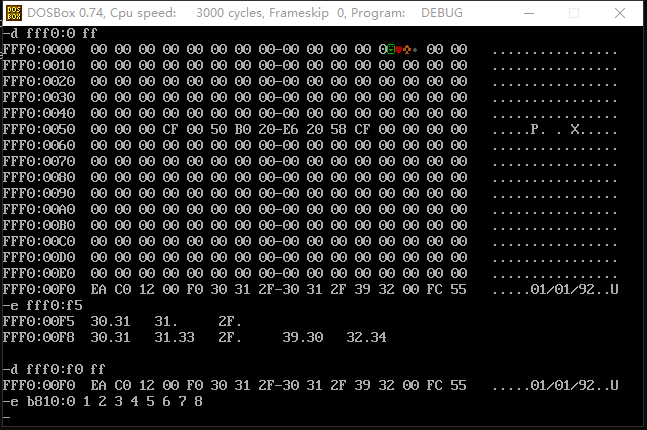 DOSBox 0.74, Cpu speed: 3000 cycles, Frameskip 0, Program: DEBUG
-d fff0:0 ff
FFF0:0000 00 00 00 00 00 00 00 00-00 00 00 00 0☺♥♣• 00 00 ................
FFF0:0010 00 00 00 00 00 00 00 00-00 00 00 00 00 00 00 00 ................
FFF0:0020 00 00 00 00 00 00 00 00-00 00 00 00 00 00 00 00 ................
FFF0:0030 00 00 00 00 00 00 00 00-00 00 00 00 00 00 00 00 ................
FFF0:0040 00 00 00 00 00 00 00 00-00 00 00 00 00 00 00 00 ................
FFF0:0050 00 00 00 CF 00 50 B0 20-E6 20 58 CF 00 00 00 00 .....P. . X.....
FFF0:0060 00 00 00 00 00 00 00 00-00 00 00 00 00 00 00 00 ................
FFF0:0070 00 00 00 00 00 00 00 00-00 00 00 00 00 00 00 00 ................
FFF0:0080 00 00 00 00 00 00 00 00-00 00 00 00 00 00 00 00 ................
FFF0:0090 00 00 00 00 00 00 00 00-00 00 00 00 00 00 00 00 ................
FFF0:00A0 00 00 00 00 00 00 00 00-00 00 00 00 00 00 00 00 ................
FFF0:00B0 00 00 00 00 00 00 00 00-00 00 00 00 00 00 00 00 ................
FFF0:00C0 00 00 00 00 00 00 00 00-00 00 00 00 00 00 00 00 ................
FFF0:00D0 00 00 00 00 00 00 00 00-00 00 00 00 00 00 00 00 ................
FFF0:00E0 00 00 00 00 00 00 00 00-00 00 00 00 00 00 00 00 ................
FFF0:00F0 EA C0 12 00 F0 30 31 2F-30 31 2F 39 32 00 FC 55 .....01/01/92..U
-e fff0:f5
FFF0:00F5 30.31 31. 2F.
FFF0:00F8 30.31 31.33 2F. 39.30 32.34
-d fff0:f0 ff
FFF0:00F0 EA C0 12 00 F0 30 31 2F-30 31 2F 39 32 00 FC 55 .....01/01/92..U
-e b810:0 1 2 3 4 5 6 7 8
-